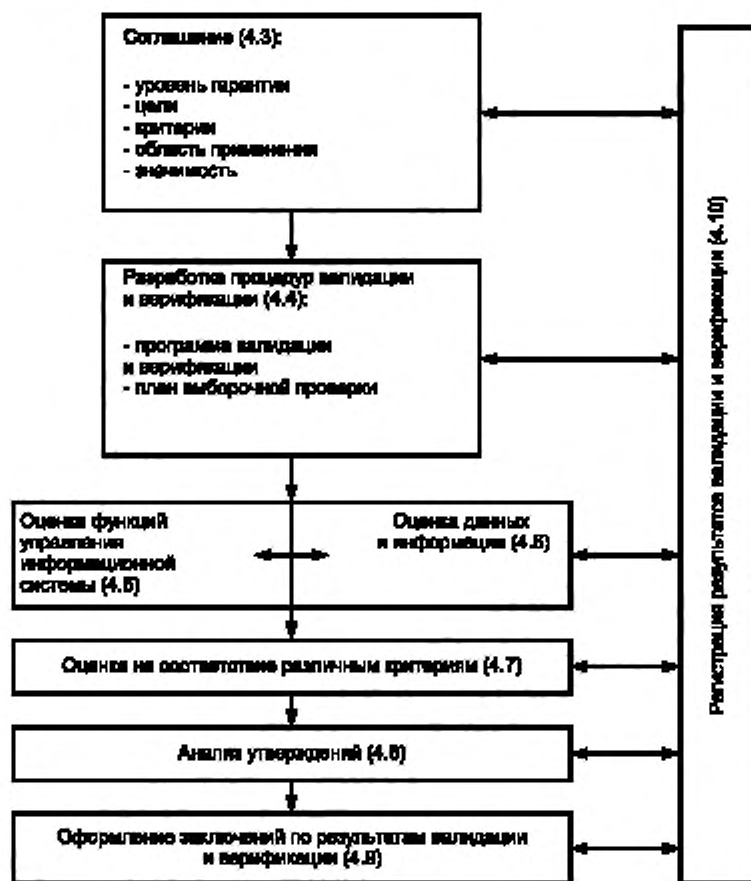 Соглашение (4.3):
- уровень гарантии
- цели
- критерии
- область применения
- значимость
Разработка процедур валидации
и верификации (4.4):
- программа валидации
и верификации
- план выборочной проверки
Оценка функций
управления
информационной
системы (4.5)
Оценка данных
и информации (4.6)
Оценка на соответствие различным критериям (4.7)
Анализ утверждений (4.8)
Оформление заключений по результатам валидации
и верификации (4.9)
Регистрация результатов валидации и верификации (4.10)